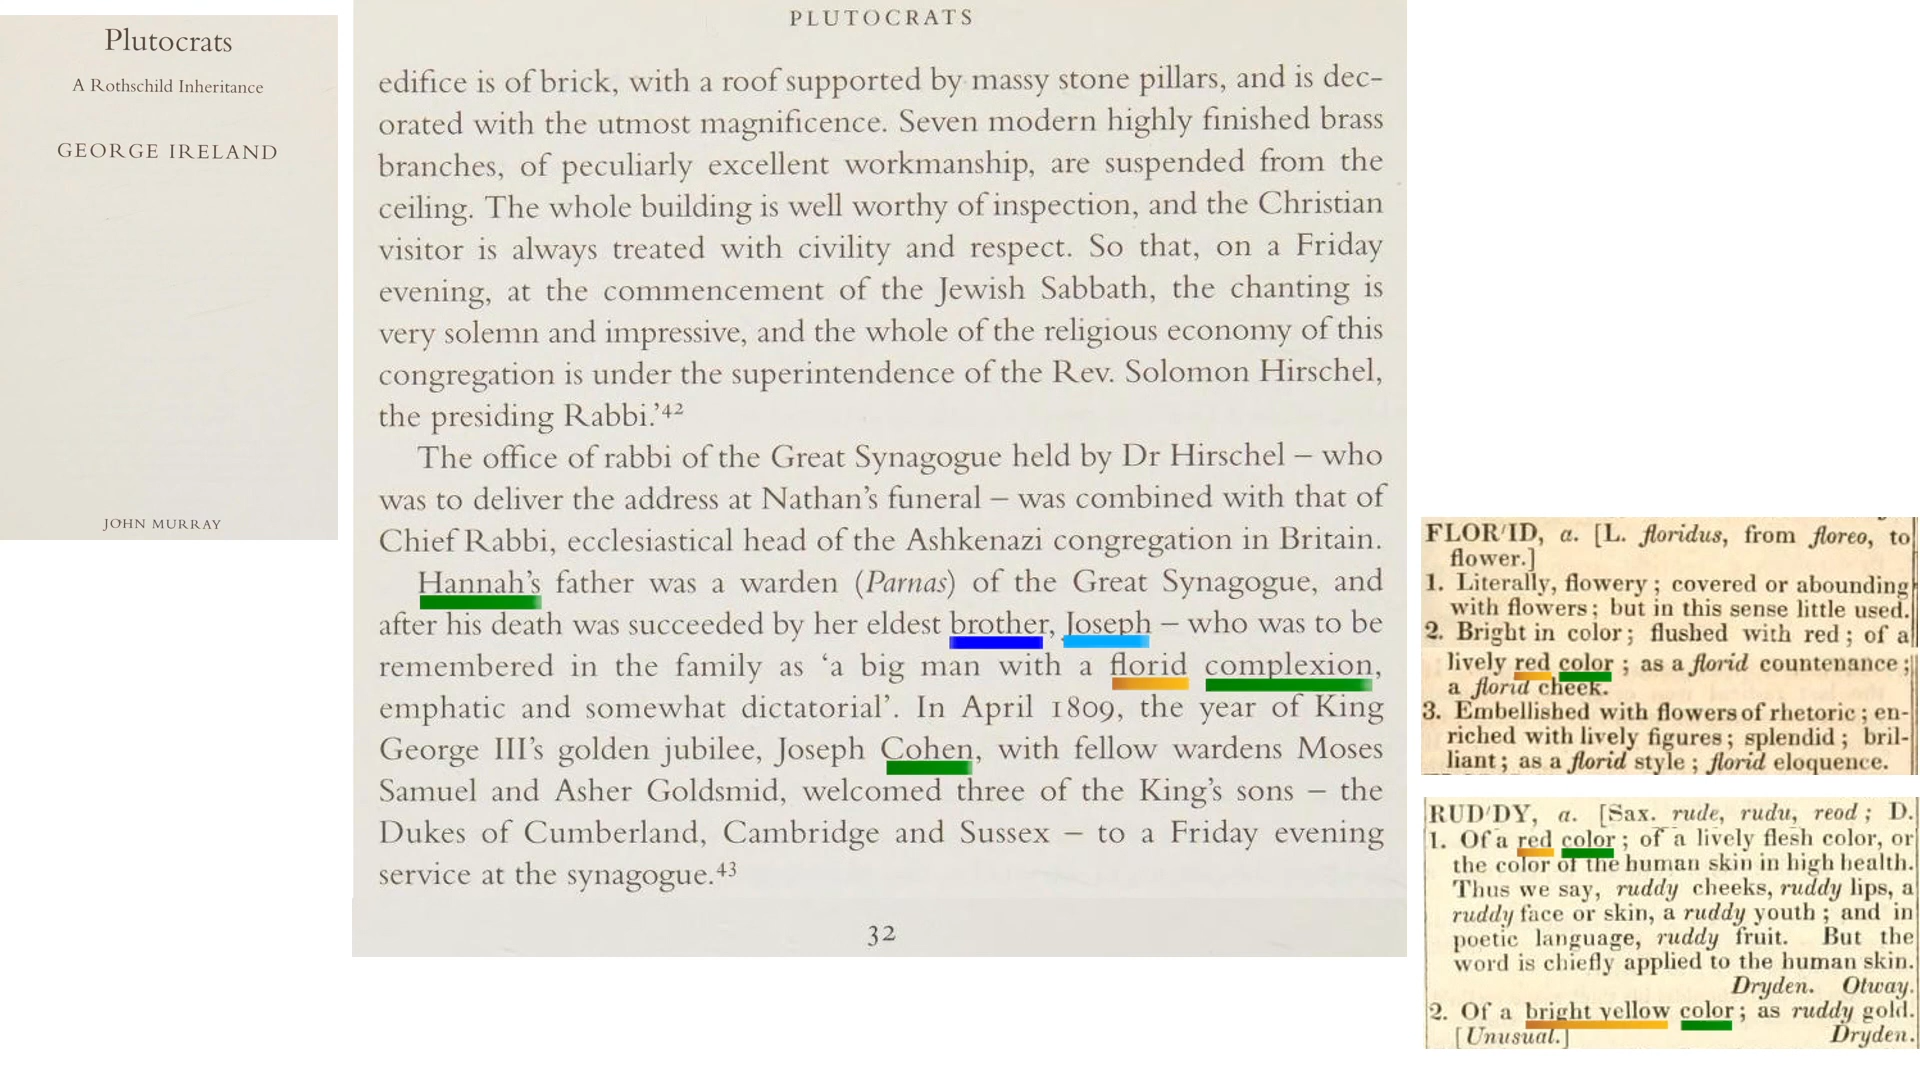 Plutocrats
A Rothschild Inheritance
GEORGE IRELAND
JOHN MURRAY
PLUTOCRATS
edifice is of brick, with a roof supported by massy stone pillars, and is dec-
orated with the utmost magnificence. Seven modern highly finished brass
branches, of peculiarly excellent workmanship, are suspended from the
ceiling. The whole building is well worthy of inspection, and the Christian
visitor is always treated with civility and respect. So that, on a Friday
evening, at the commencement of the Jewish Sabbath, the chanting is
very solemn and impressive, and the whole of the religious economy of this
congregation is under the superintendence of the Rev. Solomon Hirschel,
the presiding Rabbi.'42
The office of rabbi of the Great Synagogue held by Dr Hirschel – who
was to deliver the address at Nathan's funeral – was combined with that of
Chief Rabbi, ecclesiastical head of the Ashkenazi congregation in Britain.
Hannah's father was a warden (Parnas) of the Great Synagogue, and
after his death was succeeded by her eldest brother, Joseph – who was to be
remembered in the family as 'a big man with a florid complexion,
emphatic and somewhat dictatorial'. In April 1809, the year of King
George III's golden jubilee, Joseph Cohen, with fellow wardens Moses
Samuel and Asher Goldsmid, welcomed three of the King's sons – the
Dukes of Cumberland, Cambridge and Sussex – to a Friday evening
service at the synagogue.43
32
FLOR'ID, a. [L. floridus, from floreo, to
flower.]
1. Literally, flowery; covered or abounding
with flowers; but in this sense little used.
2. Bright in color; flushed with red; of a
lively red color; as a florid countenance;
a florid cheek.
3. Embellished with flowers of rhetoric; en-
riched with lively figures; splendid; bril-
liant; as a florid style; florid eloquence.
RUD'DY, a. [Sax. rude, rudu, reod; D.
1. Of a red color; of a lively flesh color, or
the color of the human skin in high health.
Thus we say, ruddy cheeks, ruddy lips, a
ruddy face or skin, a ruddy youth; and in
poetic language, ruddy fruit. But the
word is chiefly applied to the human skin.
Dryden. Otway.
2. Of a bright yellow color; as ruddy gold.
[Unusual.] Dryden.